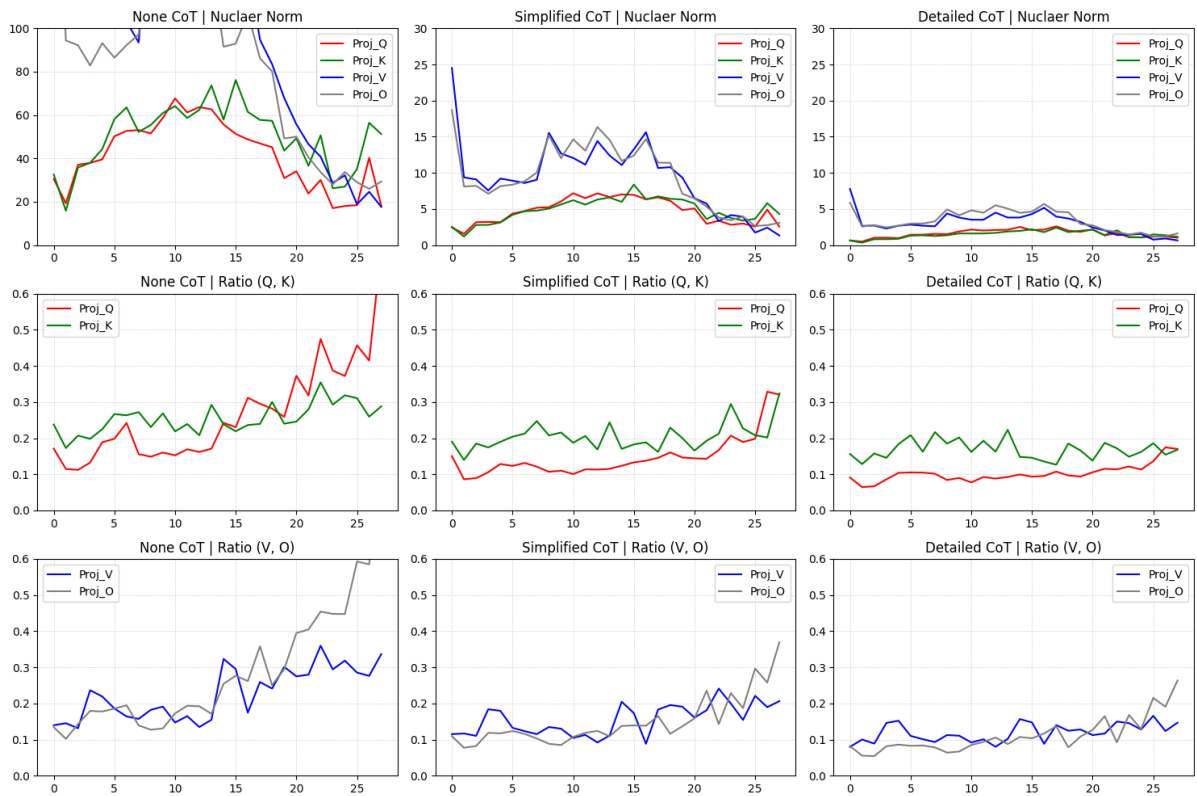 None CoT | Nuclaer Norm
Simplified CoT | Nuclaer Norm
Detailed CoT | Nuclaer Norm
100
80
60
40
20
0
Proj_Q
Proj_K
Proj_V
Proj_O
0 5 10 15 20 25
30
25
20
15
10
5
0
Proj_Q
Proj_K
Proj_V
Proj_O
0 5 10 15 20 25
30
25
20
15
10
5
0
Proj_Q
Proj_K
Proj_V
Proj_O
0 5 10 15 20 25
None CoT | Ratio (Q, K)
Simplified CoT | Ratio (Q, K)
Detailed CoT | Ratio (Q, K)
0.6
0.5
0.4
0.3
0.2
0.1
0.0
Proj_Q
Proj_K
0 5 10 15 20 25
0.6
0.5
0.4
0.3
0.2
0.1
0.0
Proj_Q
Proj_K
0 5 10 15 20 25
0.6
0.5
0.4
0.3
0.2
0.1
0.0
Proj_Q
Proj_K
0 5 10 15 20 25
None CoT | Ratio (V, O)
Simplified CoT | Ratio (V, O)
Detailed CoT | Ratio (V, O)
0.6
0.5
0.4
0.3
0.2
0.1
0.0
Proj_V
Proj_O
0 5 10 15 20 25
0.6
0.5
0.4
0.3
0.2
0.1
0.0
Proj_V
Proj_O
0 5 10 15 20 25
0.6
0.5
0.4
0.3
0.2
0.1
0.0
Proj_V
Proj_O
0 5 10 15 20 25